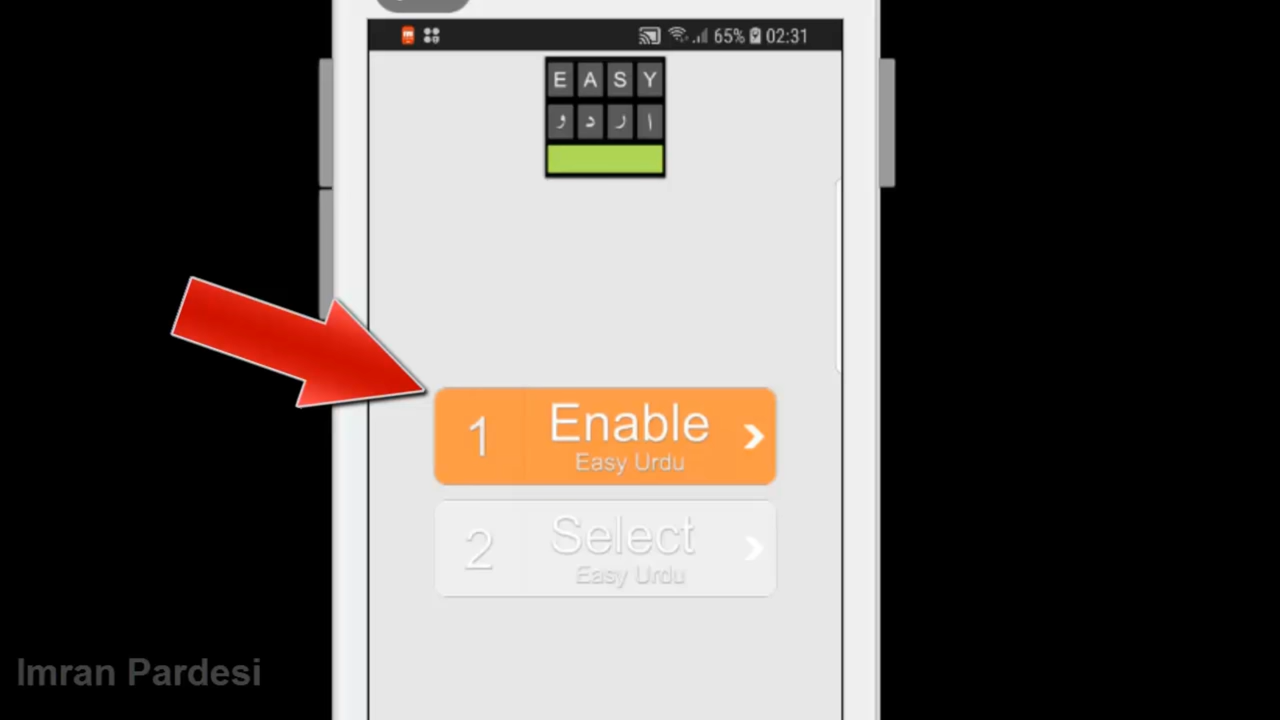 65% 02:31
E A S Y
ا ر د و
1 Enable
Easy Urdu
2 Select
Easy Urdu
Imran Pardesi